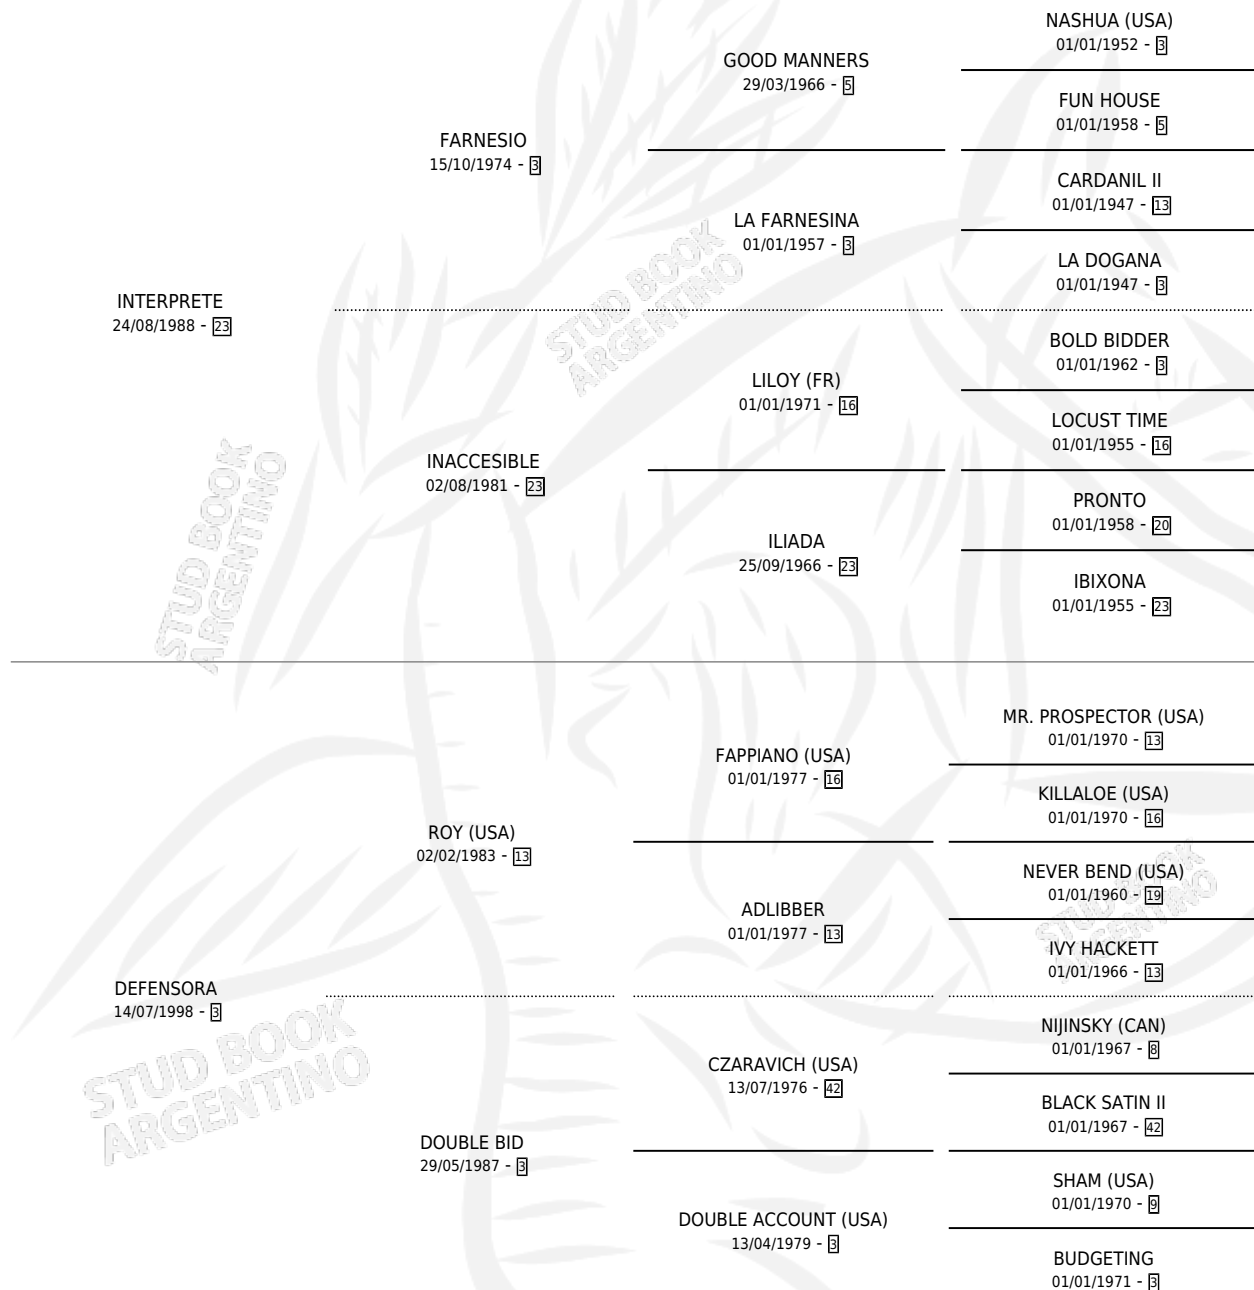 NASHUA (USA)
01/01/1952 - 3
GOOD MANNERS
29/03/1966 - 5
FUN HOUSE
01/01/1958 - 5
FARNESIO
15/10/1974 - 3
CARDANIL II
01/01/1947 - 13
LA FARNESINA
01/01/1957 - 3
LA DOGANA
01/01/1947 - 3
INTERPRETE
24/08/1988 - 23
BOLD BIDDER
01/01/1962 - 3
LILOY (FR)
01/01/1971 - 16
LOCUST TIME
01/01/1955 - 16
INACCESIBLE
02/08/1981 - 23
PRONTO
01/01/1958 - 20
ILIADA
25/09/1966 - 23
IBIXONA
01/01/1955 - 23
STUD BOOK
ARGENTINO
STUD BOOK
ARGENTINO
MR. PROSPECTOR (USA)
01/01/1970 - 13
FAPPIANO (USA)
01/01/1977 - 16
KILLALOE (USA)
01/01/1970 - 16
ROY (USA)
02/02/1983 - 13
NEVER BEND (USA)
01/01/1960 - 19
ADLIBBER
01/01/1977 - 13
IVY HACKETT
01/01/1966 - 13
STUD BOOK
ARGENTINO
DEFENSORA
14/07/1998 - 3
NIJINSKY (CAN)
01/01/1967 - 8
CZARAVICH (USA)
13/07/1976 - 42
BLACK SATIN II
01/01/1967 - 42
DOUBLE BID
29/05/1987 - 3
SHAM (USA)
01/01/1970 - 9
DOUBLE ACCOUNT (USA)
13/04/1979 - 3
BUDGETING
01/01/1971 - 3
STUD BOOK
ARGENTINO